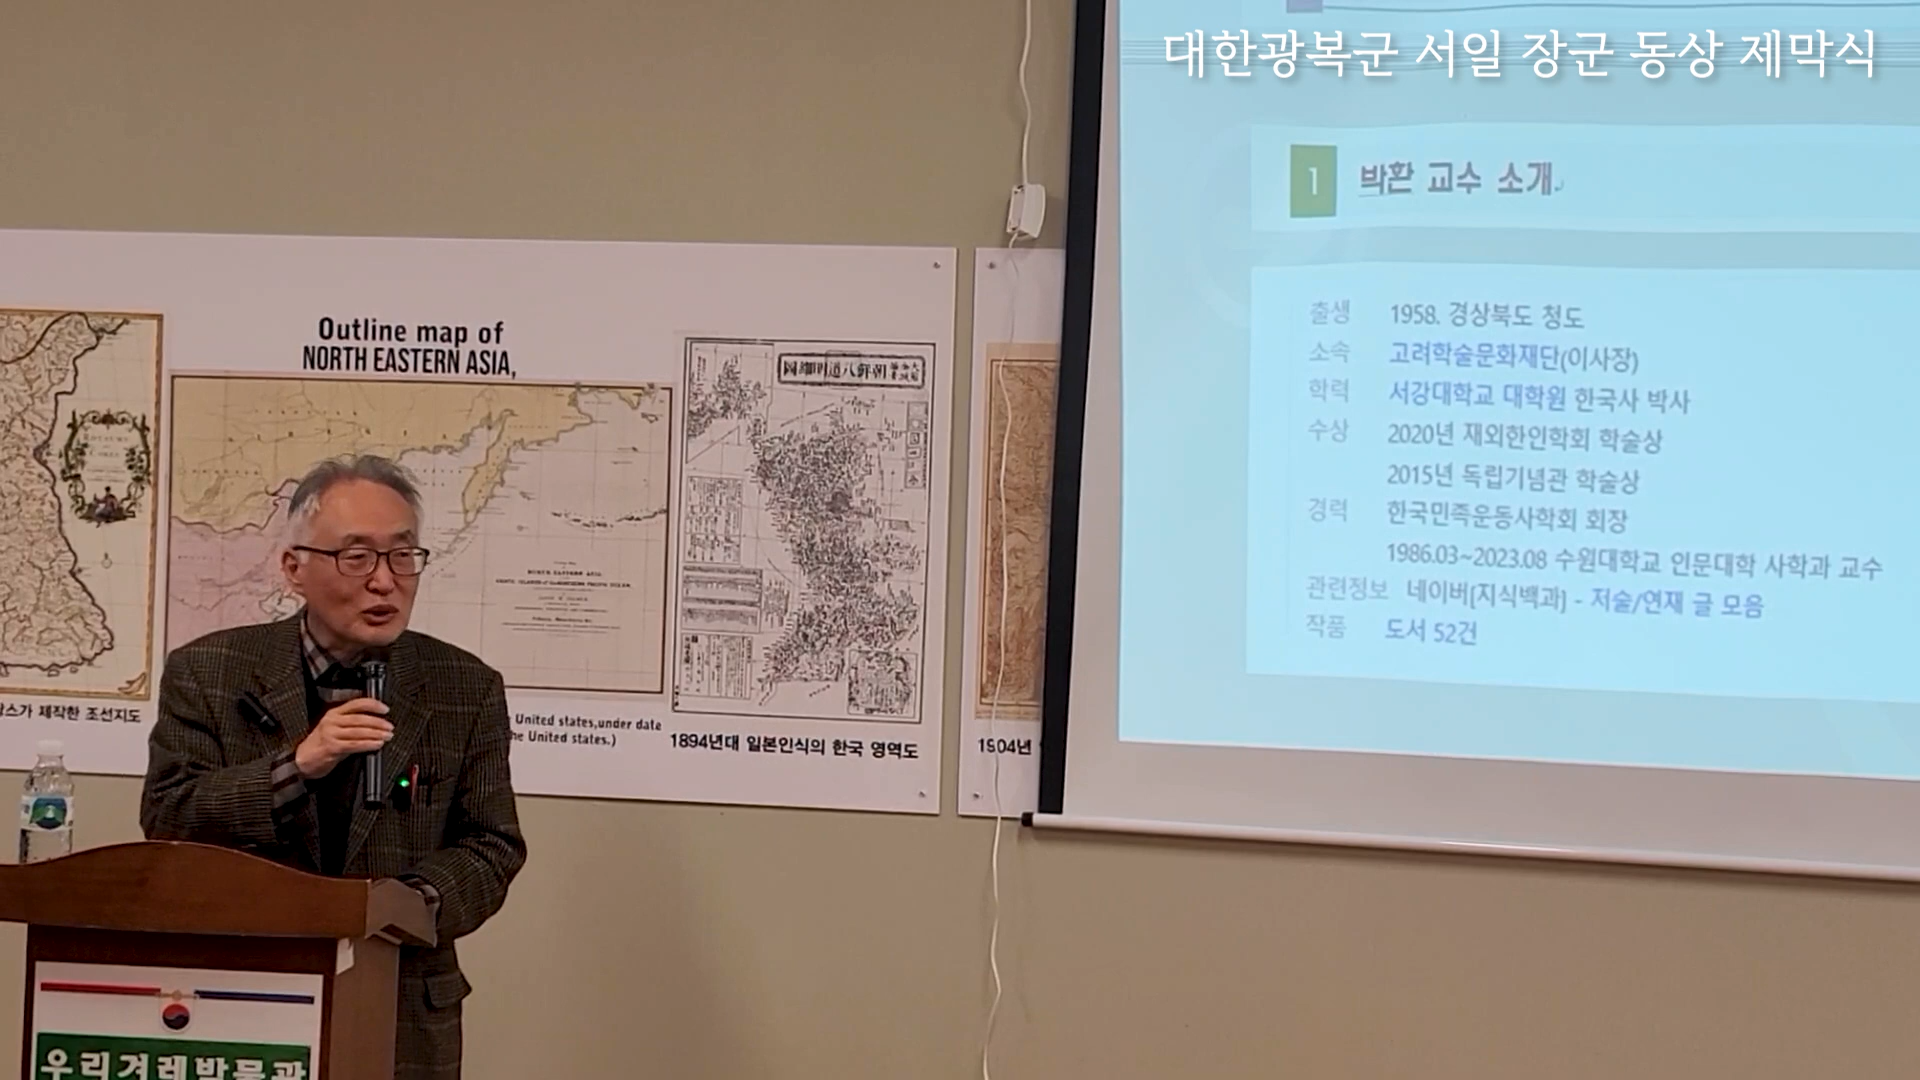 대한광복군 서일 장군 동상 제막식
1 박환 교수 소개
출생 1958. 경상북도 청도
소속 고려학술문화재단(이사장)
학력 서강대학교 대학원 한국사 박사
수상 2020년 재외한인학회 학술상
2015년 독립기념관 학술상
경력 한국민족운동사학회 회장
1986.03~2023.08 수원대학교 인문대학 사학과 교수
관련정보 네이버[지식백과] - 저술/연재 글 모음
작품 도서 52건
Outline map of
NORTH EASTERN ASIA,
NORTH EASTERN ASIA
제작한 조선지도
United states,under date
the United states.)
1894년대 일본인식의 한국 영역도
1904년
우리겨레박물관